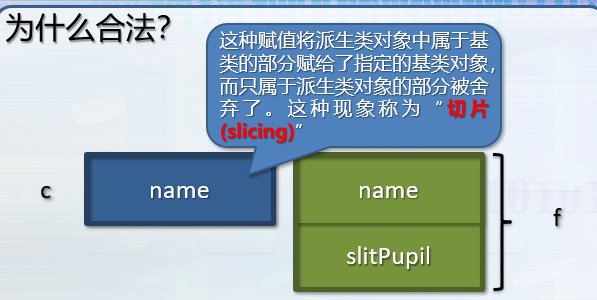 为什么合法?
这种赋值将派生类对象中属于基
类的部分赋给了指定的基类对象,
而只属于派生类对象的部分被舍
弃了。这种现象称为“切片
(slicing)”
c
name
name
f
slitPupil